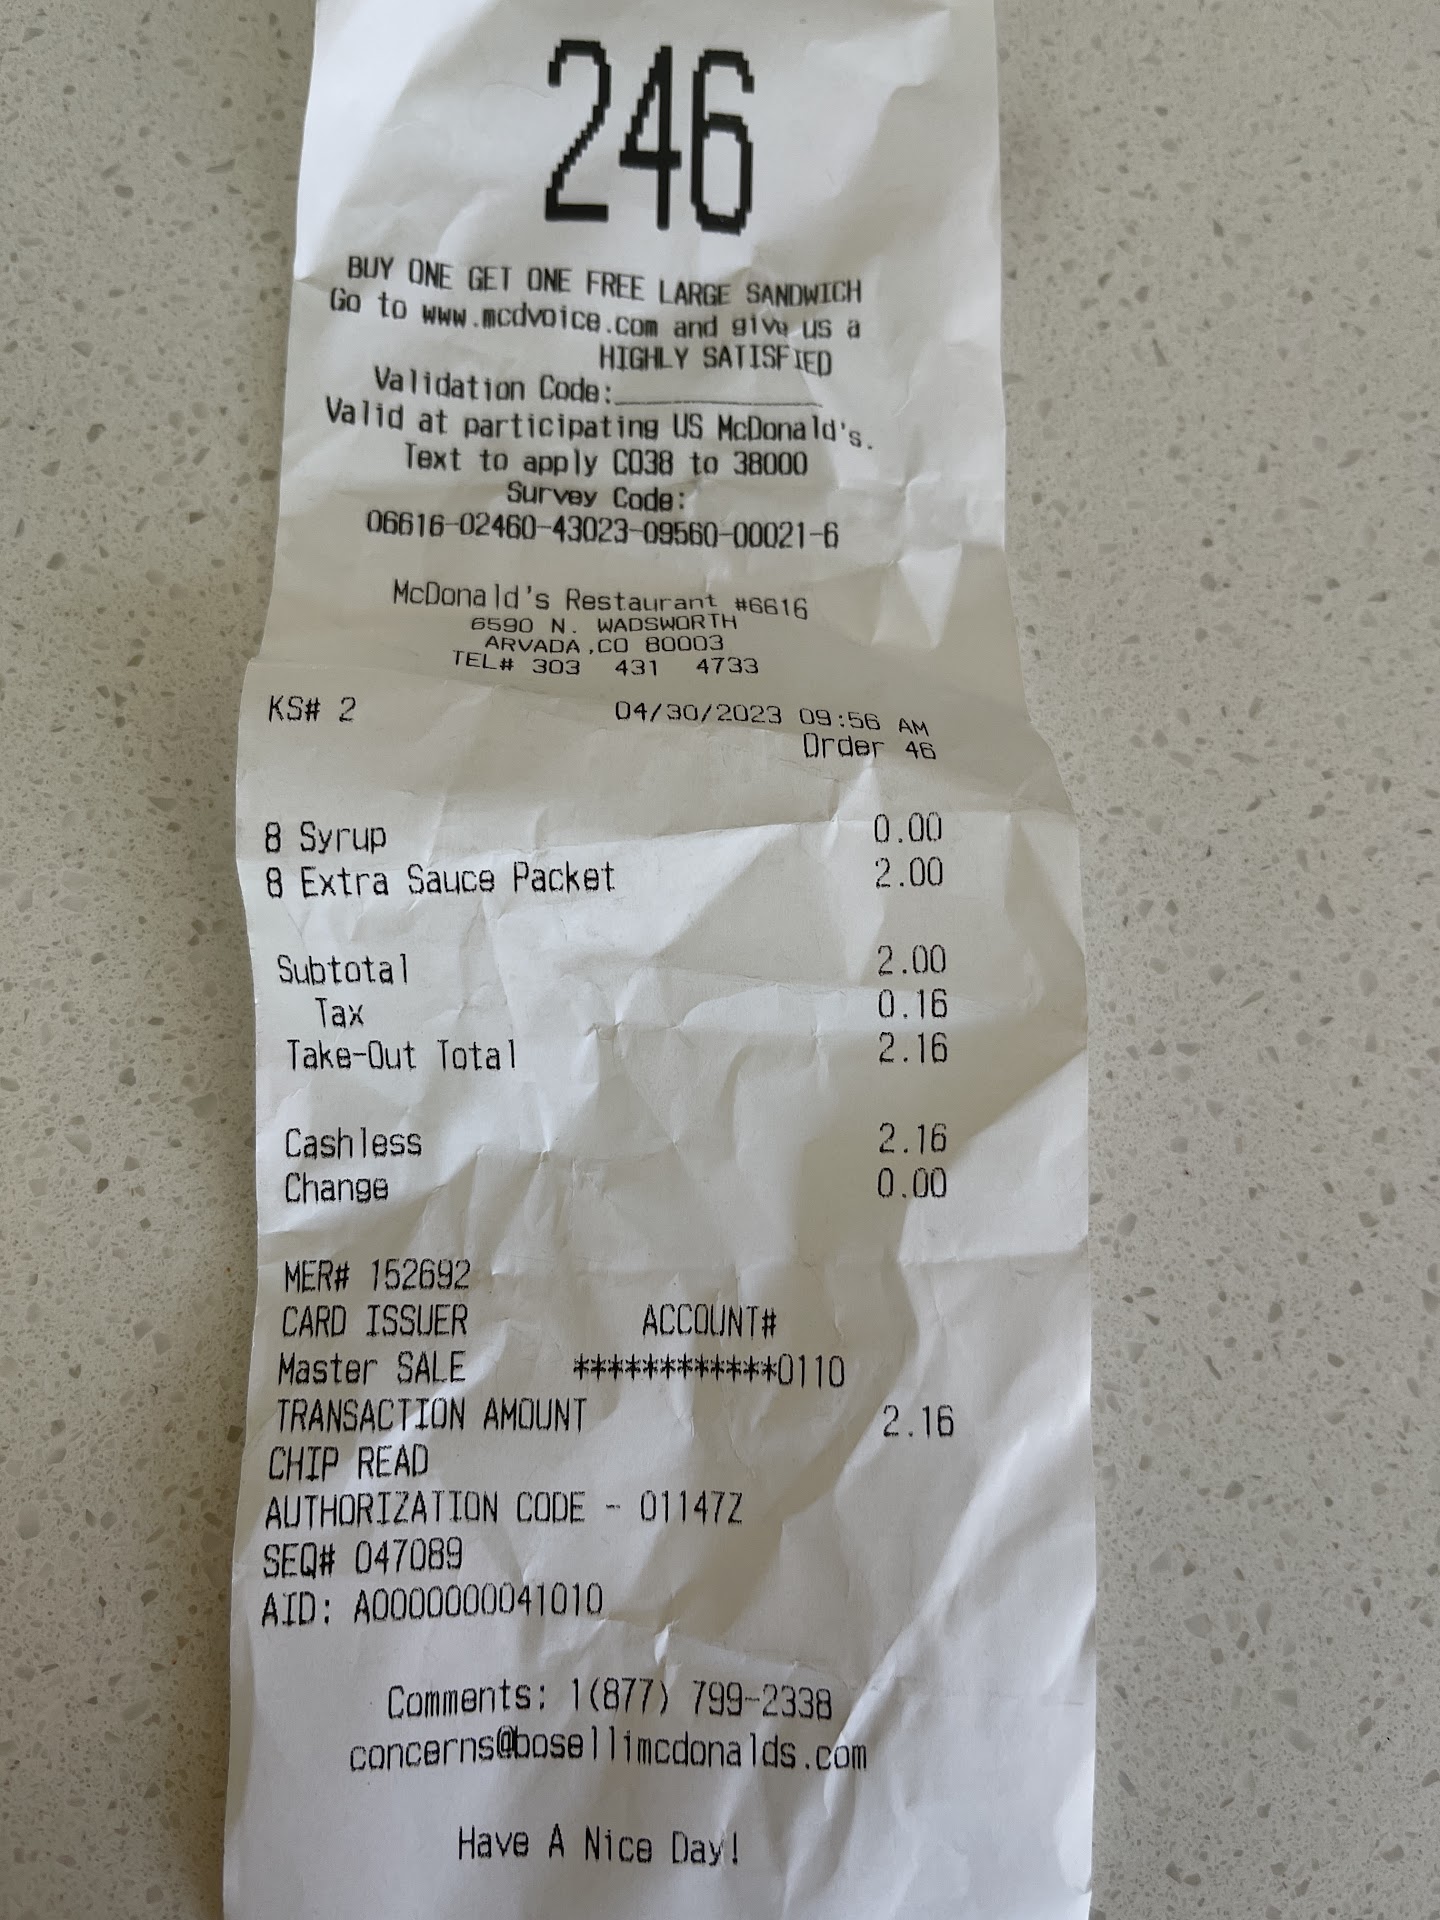 246
BUY ONE GET ONE FREE LARGE SANDWICH
Go to www.mcdvoice.com and give us a
HIGHLY SATISFIED
Validation Code:____________
Valid at participating US McDonald's.
Text to apply CO38 to 38000
Survey Code:
06616-02460-43023-09560-00021-6
McDonald's Restaurant #6616
6590 N. WADSWORTH
ARVADA,CO 80003
TEL# 303 431 4733
KS# 2 04/30/2023 09:56 AM
Order 46
8 Syrup 0.00
8 Extra Sauce Packet 2.00
Subtotal 2.00
Tax 0.16
Take-Out Total 2.16
Cashless 2.16
Change 0.00
MER# 152692
CARD ISSUER ACCOUNT#
Master SALE ************0110
TRANSACTION AMOUNT 2.16
CHIP READ
AUTHORIZATION CODE - 01147Z
SEQ# 047089
AID: A0000000041010
Comments: 1(877) 799-2338
concerns@bosellimcdonalds.com
Have A Nice Day!